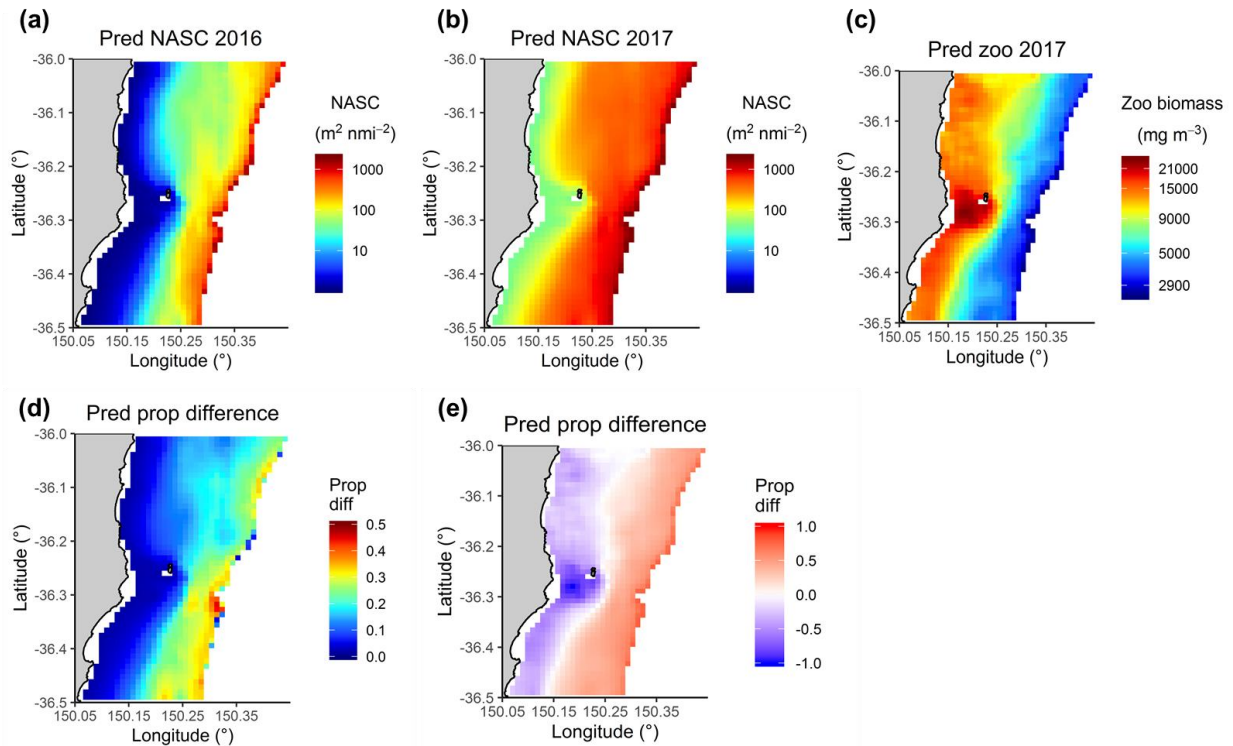 (a)
Pred NASC 2016
-36.0
-36.1
-36.2
-36.3
-36.4
-36.5
Latitude (°)
150.05 150.15 150.25 150.35
Longitude (°)
NASC
(m² nmi⁻²)
1000
100
10
(b)
Pred NASC 2017
-36.0
-36.1
-36.2
-36.3
-36.4
-36.5
Latitude (°)
150.05 150.15 150.25 150.35
Longitude (°)
NASC
(m² nmi⁻²)
1000
100
10
(c)
Pred zoo 2017
-36.0
-36.1
-36.2
-36.3
-36.4
-36.5
Latitude (°)
150.05 150.15 150.25 150.35
Longitude (°)
Zoo biomass
(mg m⁻³)
21000
15000
9000
5000
2900
(d)
Pred prop difference
-36.0
-36.1
-36.2
-36.3
-36.4
-36.5
Latitude (°)
150.05 150.15 150.25 150.35
Longitude (°)
Prop
diff
0.5
0.4
0.3
0.2
0.1
0.0
(e)
Pred prop difference
-36.0
-36.1
-36.2
-36.3
-36.4
-36.5
Latitude (°)
150.05 150.15 150.25 150.35
Longitude (°)
Prop
diff
1.0
0.5
0.0
-0.5
-1.0